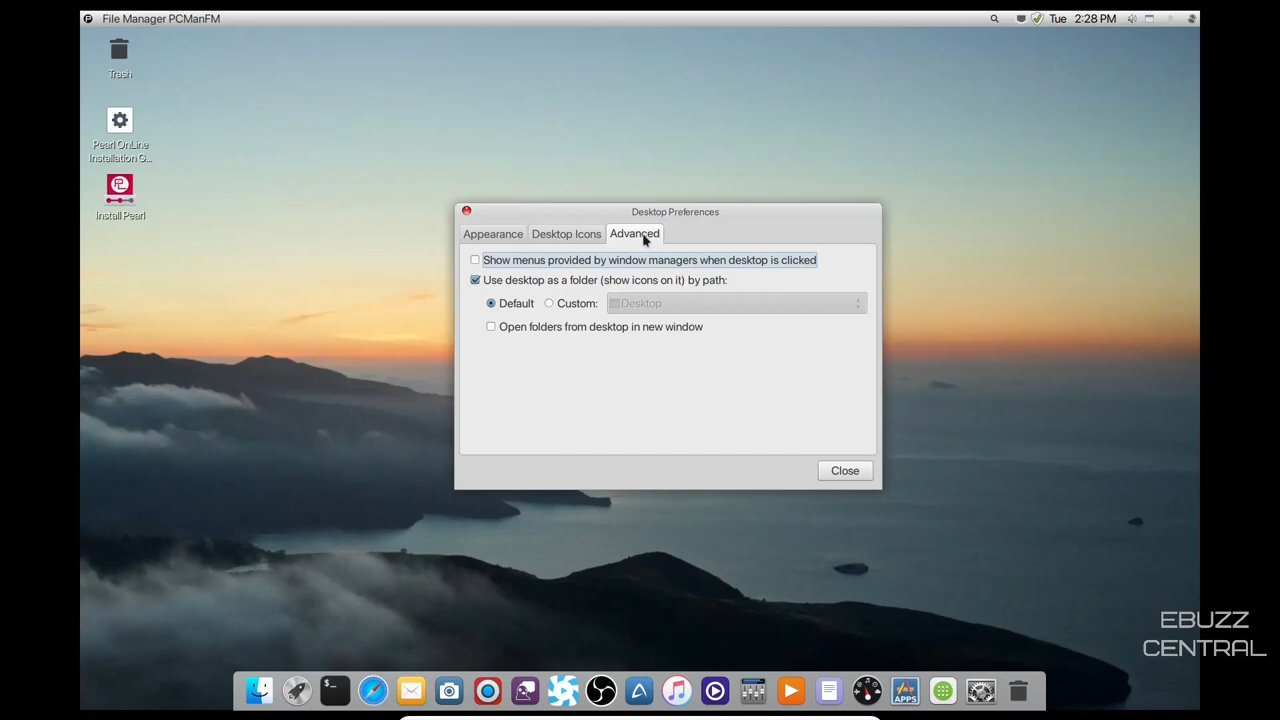 File Manager PCManFM
Tue 2:28 PM
Trash
Pearl OnLine
Installation G...
Install Pearl
Desktop Preferences
Appearance Desktop Icons Advanced
Show menus provided by window managers when desktop is clicked
Use desktop as a folder (show icons on it) by path:
Default Custom: Desktop
Open folders from desktop in new window
Close
EBUZZ
CENTRAL
$_
APPS